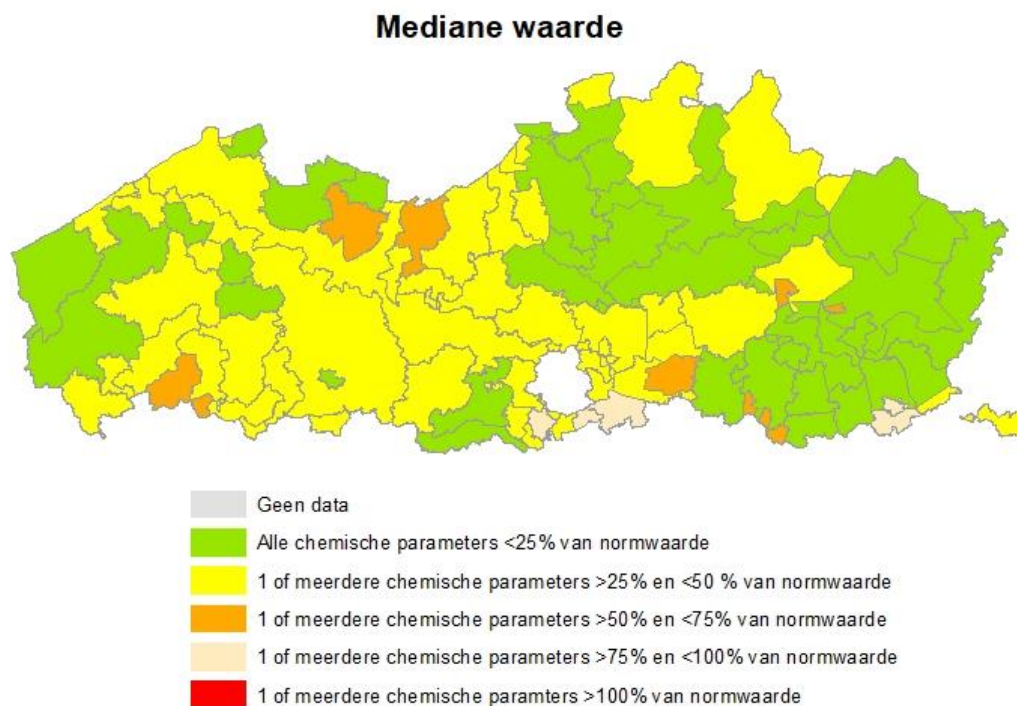 Mediane waarde
Geen data
Alle chemische parameters <25% van normwaarde
1 of meerdere chemische parameters >25% en <50 % van normwaarde
1 of meerdere chemische parameters >50% en <75% van normwaarde
1 of meerdere chemische parameters >75% en <100% van normwaarde
1 of meerdere chemische paramters >100% van normwaarde